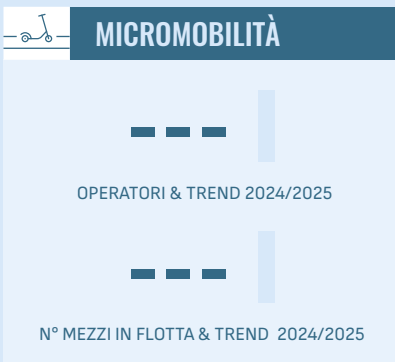 MICROMOBILITÀ
---
OPERATORI & TREND 2024/2025
---
N° MEZZI IN FLOTTA & TREND 2024/2025